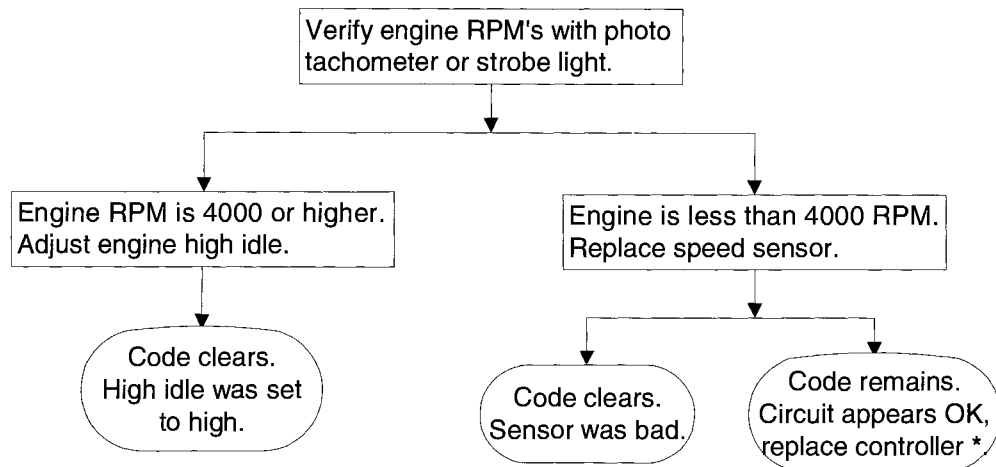 Verify engine RPM's with photo
tachometer or strobe light.
Engine RPM is 4000 or higher.
Adjust engine high idle.
Engine is less than 4000 RPM.
Replace speed sensor.
Code clears.
High idle was set
to high.
Code clears.
Sensor was bad.
Code remains.
Circuit appears OK,
replace controller *.